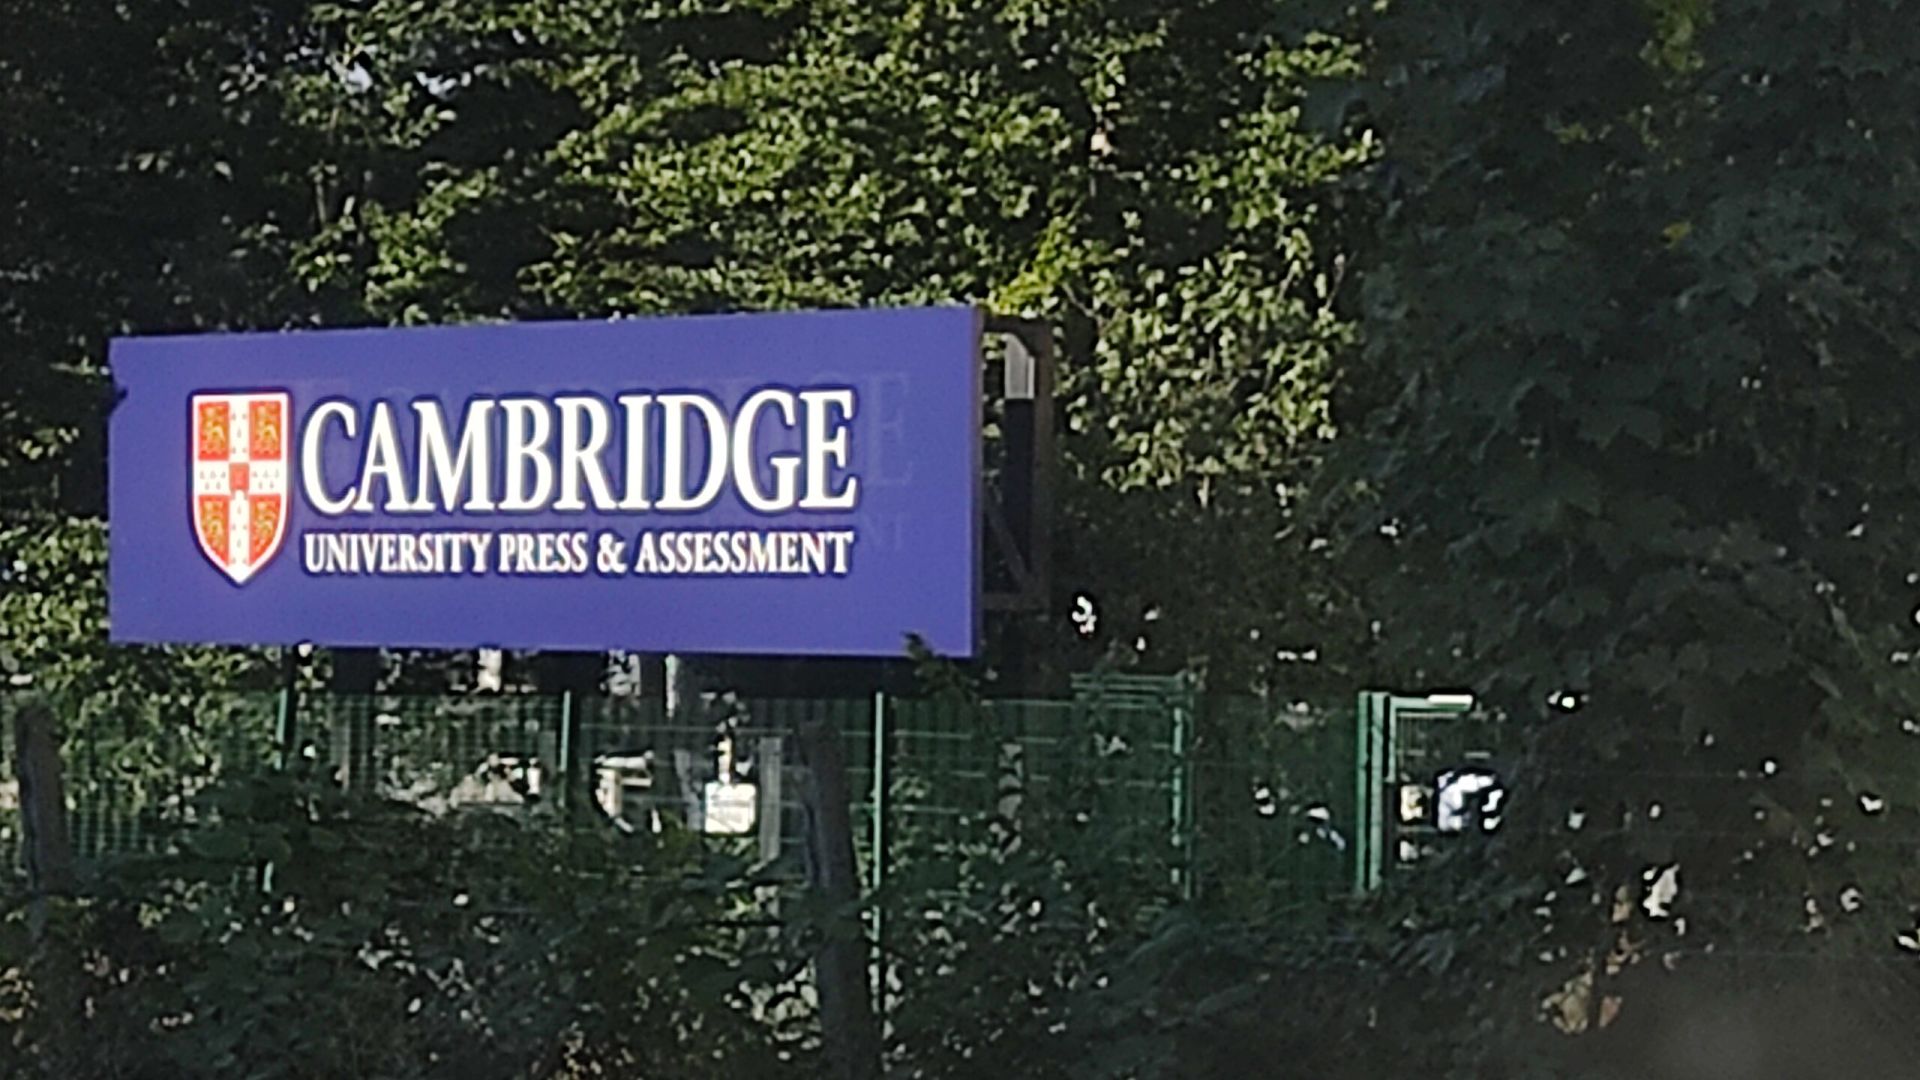 CAMBRIDGE
UNIVERSITY PRESS & ASSESSMENT